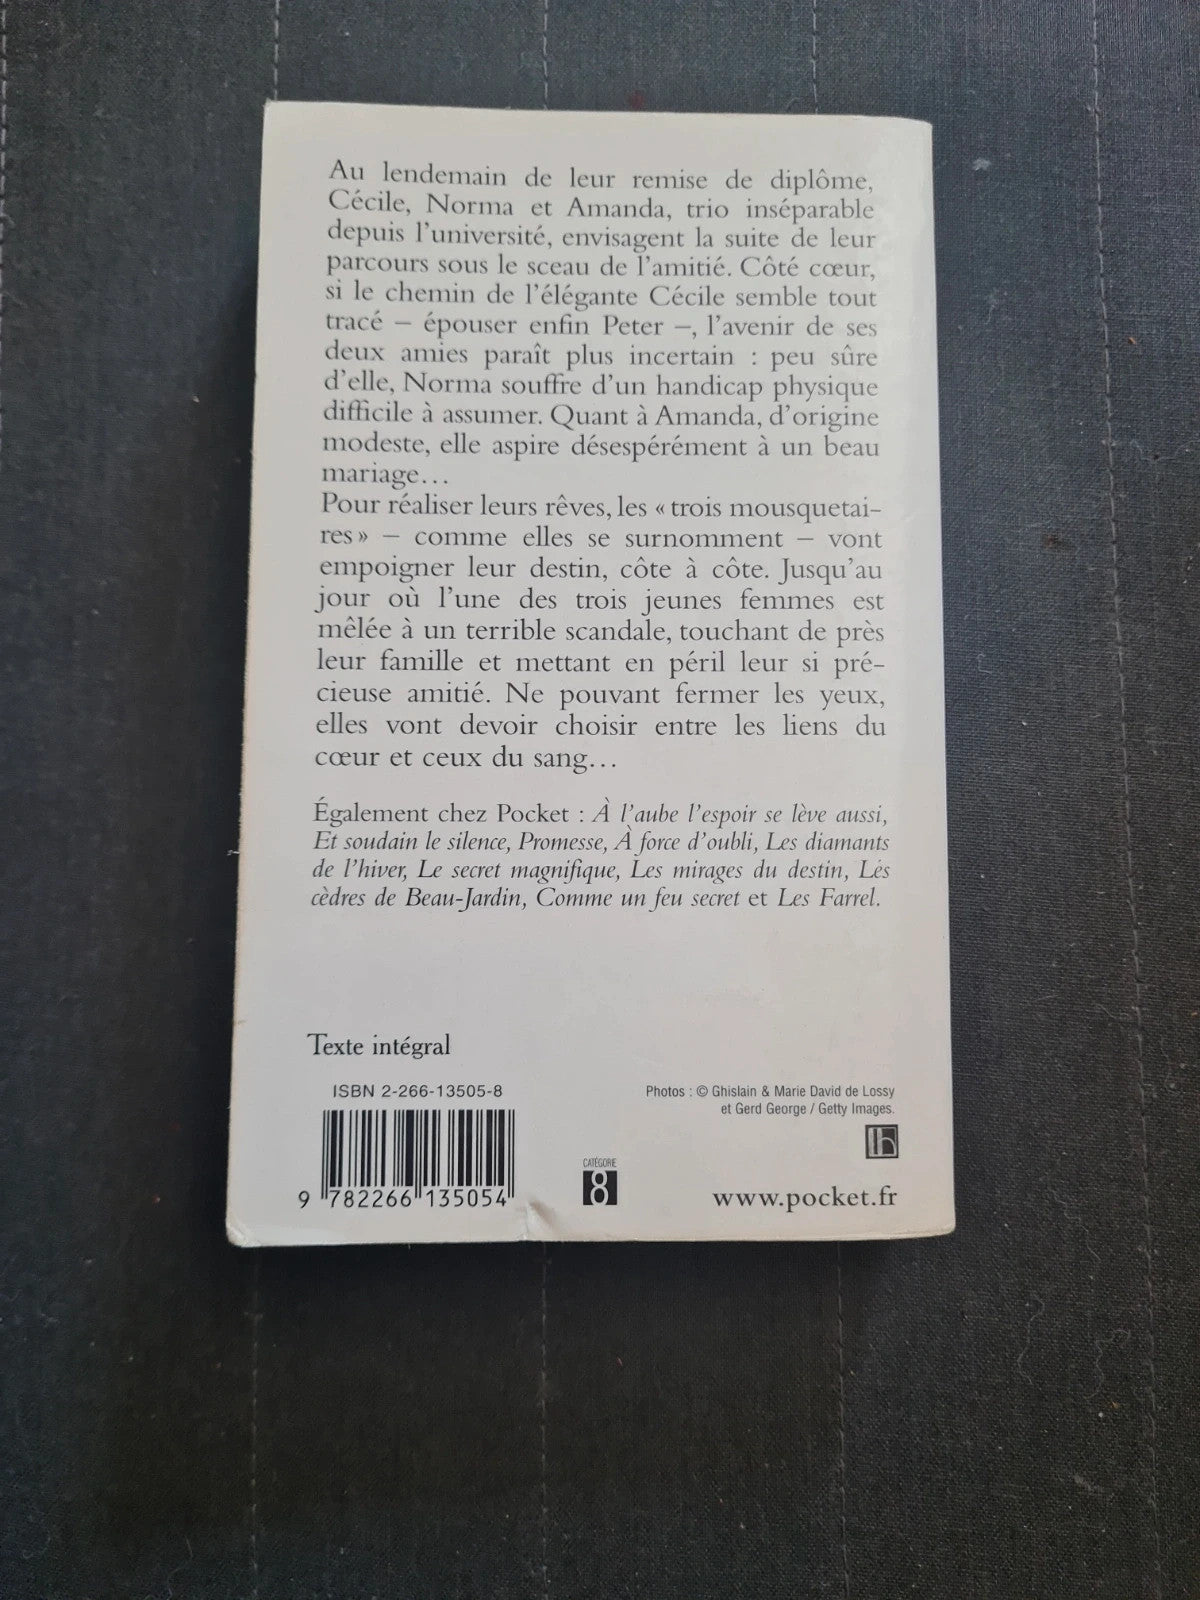 Au lendemain de leur remise de diplôme,
Cécile, Norma et Amanda, trio inséparable
depuis l'université, envisagent la suite de leur
parcours sous le sceau de l'amitié. Côté cœur,
si le chemin de l'élégante Cécile semble tout
tracé – épouser enfin Peter –, l'avenir de ses
deux amies paraît plus incertain : peu sûre
d'elle, Norma souffre d'un handicap physique
difficile à assumer. Quant à Amanda, d'origine
modeste, elle aspire désespérément à un beau
mariage…
Pour réaliser leurs rêves, les « trois mousquetai-
res » – comme elles se surnomment – vont
empoigner leur destin, côte à côte. Jusqu'au
jour où l'une des trois jeunes femmes est
mêlée à un terrible scandale, touchant de près
leur famille et mettant en péril leur si pré-
cieuse amitié. Ne pouvant fermer les yeux,
elles vont devoir choisir entre les liens du
cœur et ceux du sang…
Également chez Pocket : À l'aube l'espoir se lève aussi,
Et soudain le silence, Promesse, À force d'oubli, Les diamants
de l'hiver, Le secret magnifique, Les mirages du destin, Les
cèdres de Beau-Jardin, Comme un feu secret et Les Farrel.
Texte intégral
ISBN 2-266-13505-8
9 782266 135054
Photos : © Ghislain & Marie David de Lossy
et Gerd George / Getty Images.
CATÉGORIE
8
www.pocket.fr